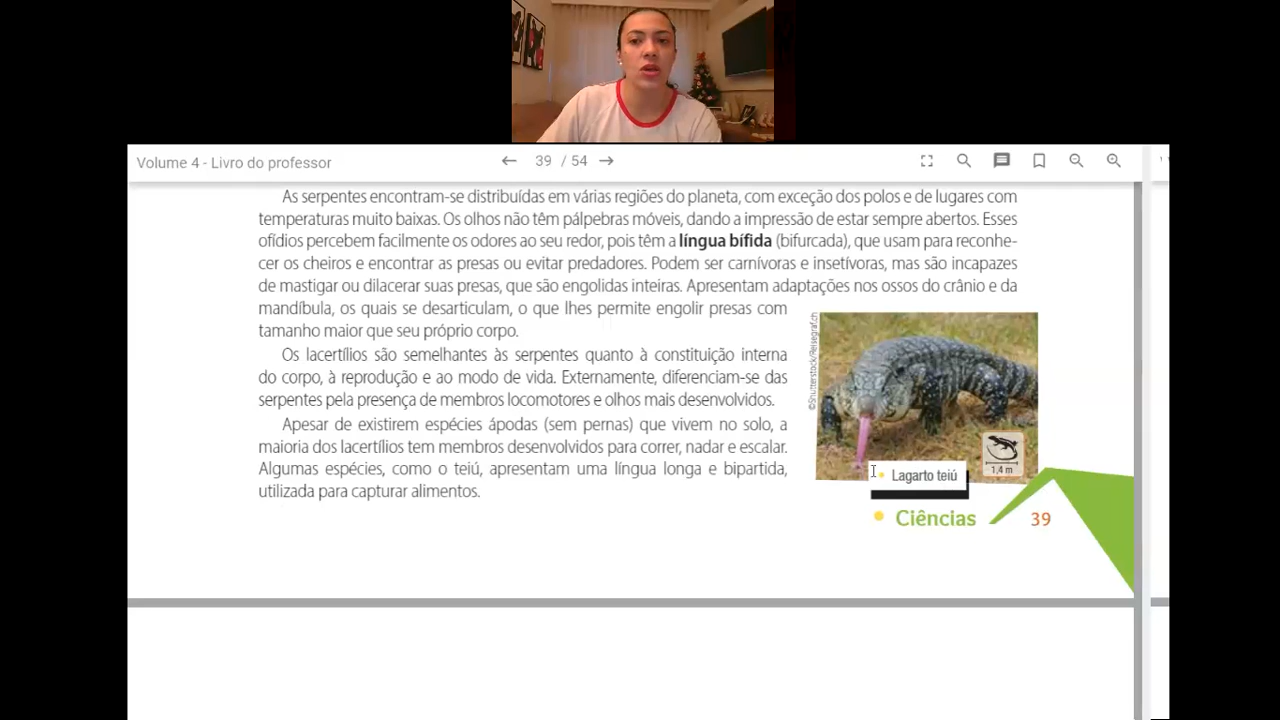 Volume 4 - Livro do professor
39 / 54
As serpentes encontram-se distribuídas em várias regiões do planeta, com exceção dos polos e de lugares com
temperaturas muito baixas. Os olhos não têm pálpebras móveis, dando a impressão de estar sempre abertos. Esses
ofídios percebem facilmente os odores ao seu redor, pois têm a língua bífida (bifurcada), que usam para reconhe-
cer os cheiros e encontrar as presas ou evitar predadores. Podem ser carnívoras e insetívoras, mas são incapazes
de mastigar ou dilacerar suas presas, que são engolidas inteiras. Apresentam adaptações nos ossos do crânio e da
mandíbula, os quais se desarticulam, o que lhes permite engolir presas com
tamanho maior que seu próprio corpo.
Os lacertílios são semelhantes às serpentes quanto à constituição interna
do corpo, à reprodução e ao modo de vida. Externamente, diferenciam-se das
serpentes pela presença de membros locomotores e olhos mais desenvolvidos.
Apesar de existirem espécies ápodas (sem pernas) que vivem no solo, a
maioria dos lacertílios tem membros desenvolvidos para correr, nadar e escalar.
Algumas espécies, como o teiú, apresentam uma língua longa e bipartida,
utilizada para capturar alimentos.
©Shutterstock/Reisegraf.ch
1,4 m
Lagarto teiú
Ciências
39